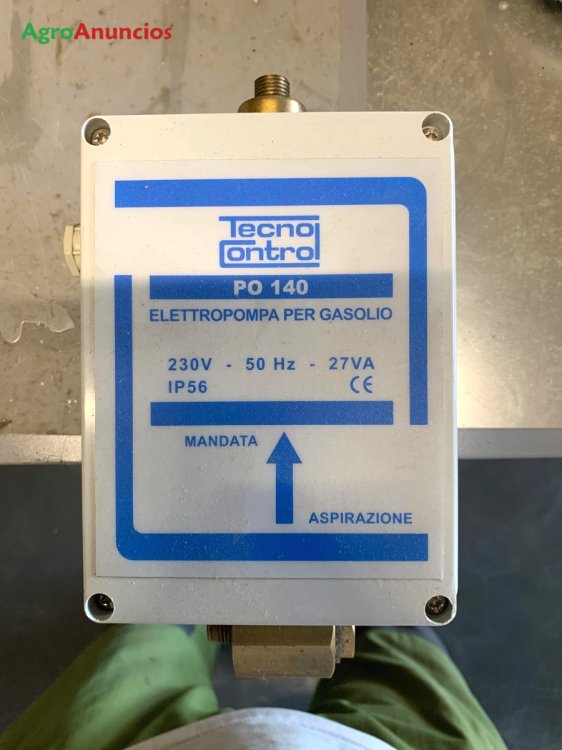 AgroAnuncios
Tecno
Control
PO 140
ELETTROPOMPA PER GASOLIO
230V - 50 Hz - 27VA
IP56 CE
MANDATA
ASPIRAZIONE